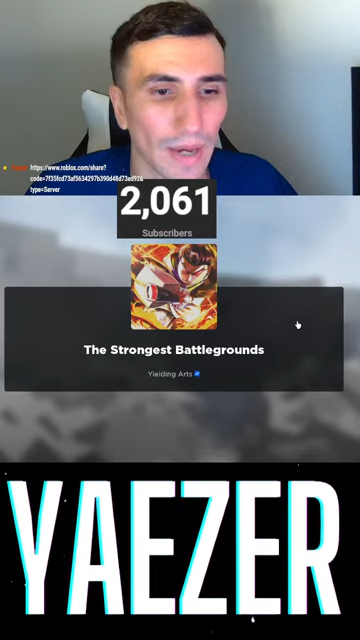 https://www.roblox.com/share?
type=Server
2,061
Subscribers
The Strongest Battlegrounds
Yielding Arts
YAEZER